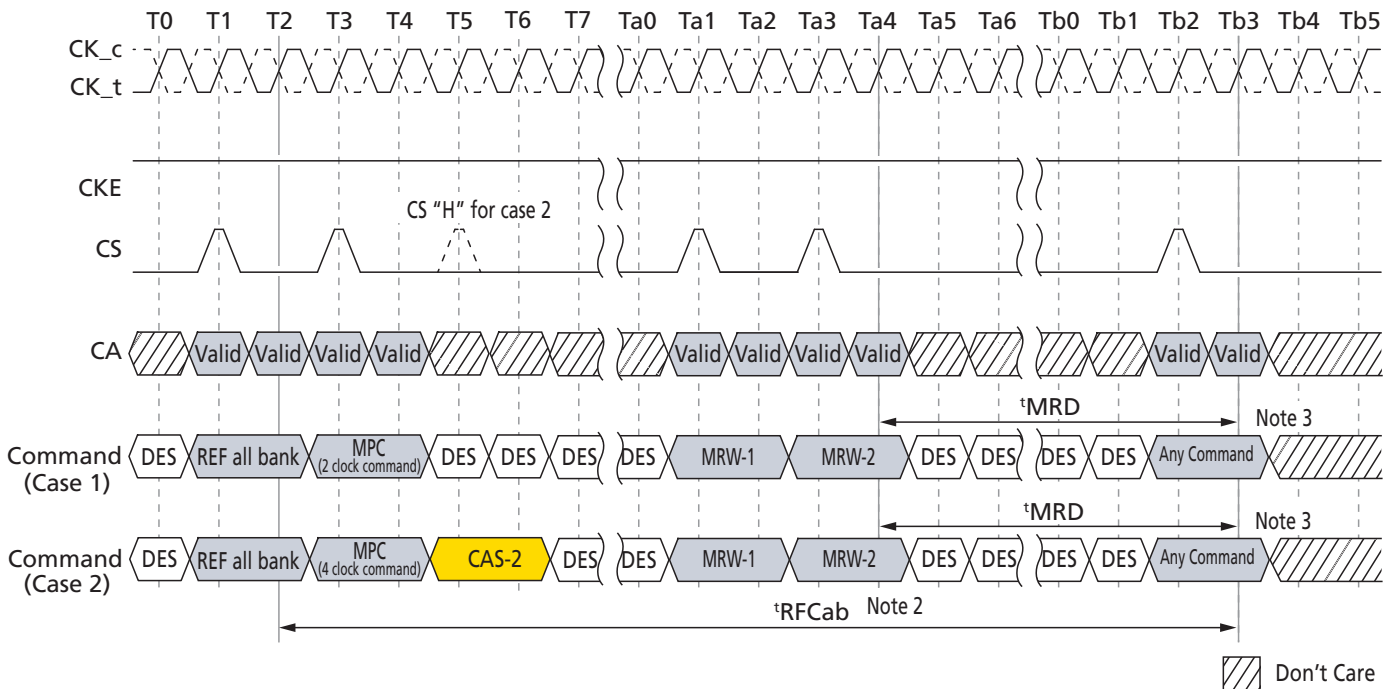 T0 T1 T2 T3 T4 T5 T6 T7 Ta0 Ta1 Ta2 Ta3 Ta4 Ta5 Ta6 Tb0 Tb1 Tb2 Tb3 Tb4 Tb5
CK_c
CK_t
CKE
CS "H" for case 2
CS
CA Valid Valid Valid Valid Valid Valid Valid Valid Valid Valid
tMRD
Note 3
Command
(Case 1)
DES REF all bank MPC (2 clock command) DES DES DES DES MRW-1 MRW-2 DES DES DES DES Any Command
tMRD
Note 3
Command
(Case 2)
DES REF all bank MPC (4 clock command) CAS-2 DES DES MRW-1 MRW-2 DES DES DES DES Any Command
tRFCab Note 2
Don't Care